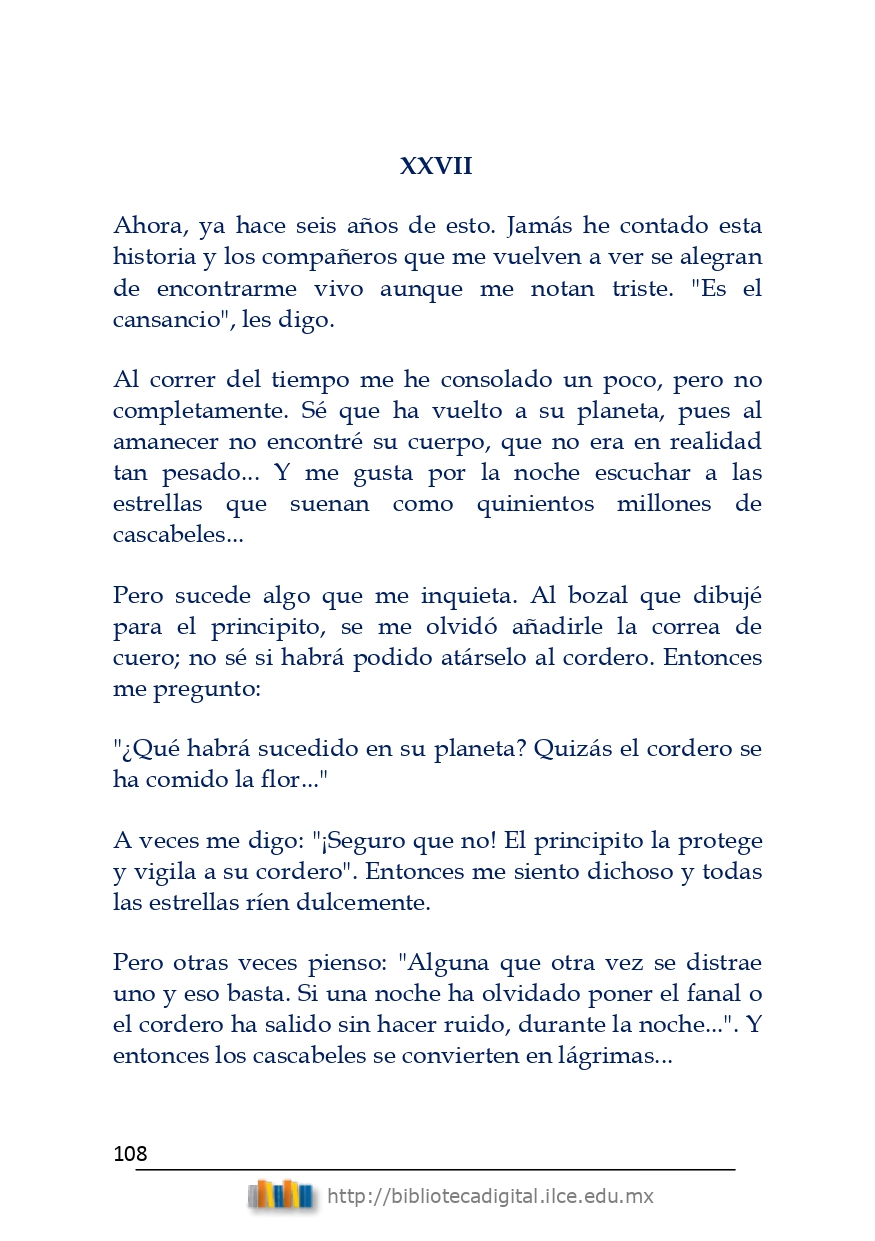 XXVII
Ahora, ya hace seis años de esto. Jamás he contado esta
historia y los compañeros que me vuelven a ver se alegran
de encontrarme vivo aunque me notan triste. "Es el
cansancio", les digo.
Al correr del tiempo me he consolado un poco, pero no
completamente. Sé que ha vuelto a su planeta, pues al
amanecer no encontré su cuerpo, que no era en realidad
tan pesado... Y me gusta por la noche escuchar a las
estrellas que suenan como quinientos millones de
cascabeles...
Pero sucede algo que me inquieta. Al bozal que dibujé
para el principito, se me olvidó añadirle la correa de
cuero; no sé si habrá podido atárselo al cordero. Entonces
me pregunto:
"¿Qué habrá sucedido en su planeta? Quizás el cordero se
ha comido la flor..."
A veces me digo: "¡Seguro que no! El principito la protege
y vigila a su cordero". Entonces me siento dichoso y todas
las estrellas ríen dulcemente.
Pero otras veces pienso: "Alguna que otra vez se distrae
uno y eso basta. Si una noche ha olvidado poner el fanal o
el cordero ha salido sin hacer ruido, durante la noche...". Y
entonces los cascabeles se convierten en lágrimas...
108
http://bibliotecadigital.ilce.edu.mx